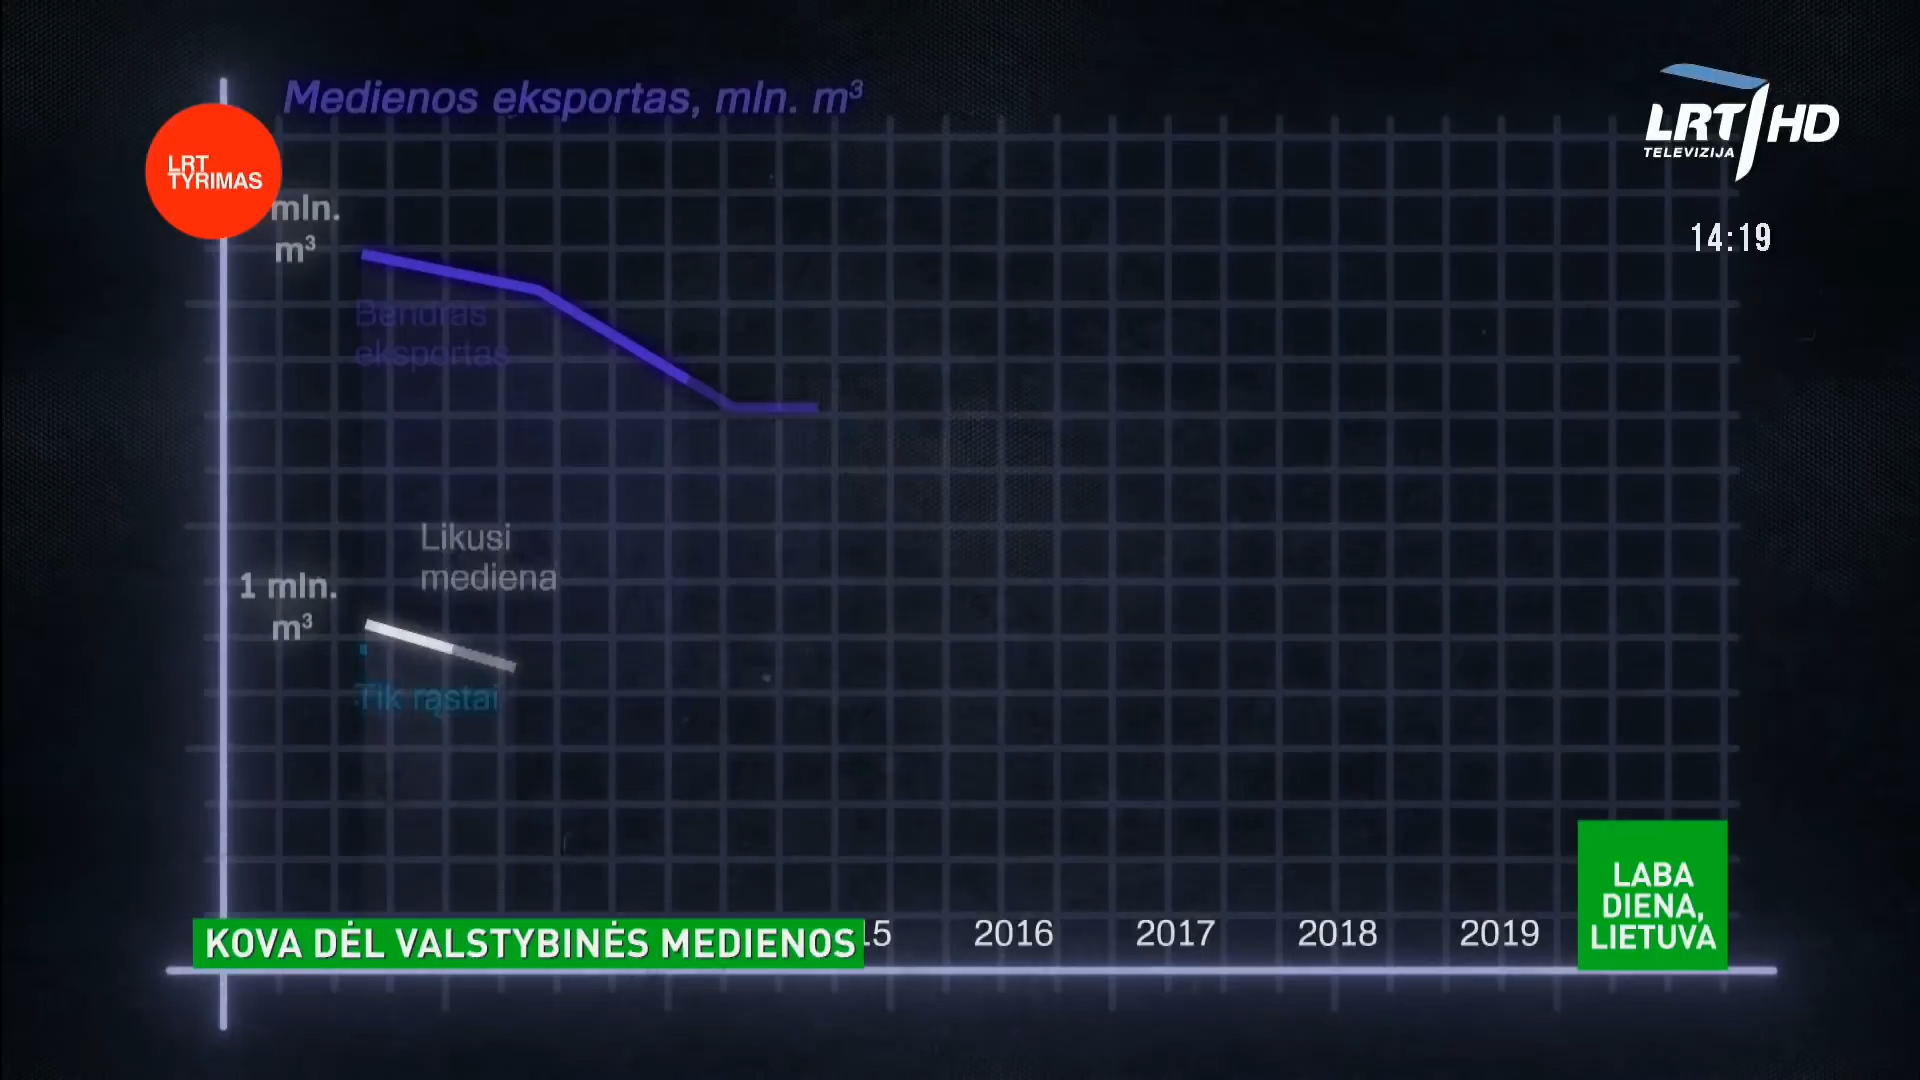 Medienos eksportas, mln. m³
LRT
TYRIMAS
LRT HD
TELEVIZIJA
mln.
m³
14:19
Bendras
eksportas
Likusi
mediena
1 mln.
m³
Tik rąstai
KOVA DĖL VALSTYBINĖS MEDIENOS
15 2016 2017 2018 2019
LABA
DIENA,
LIETUVA